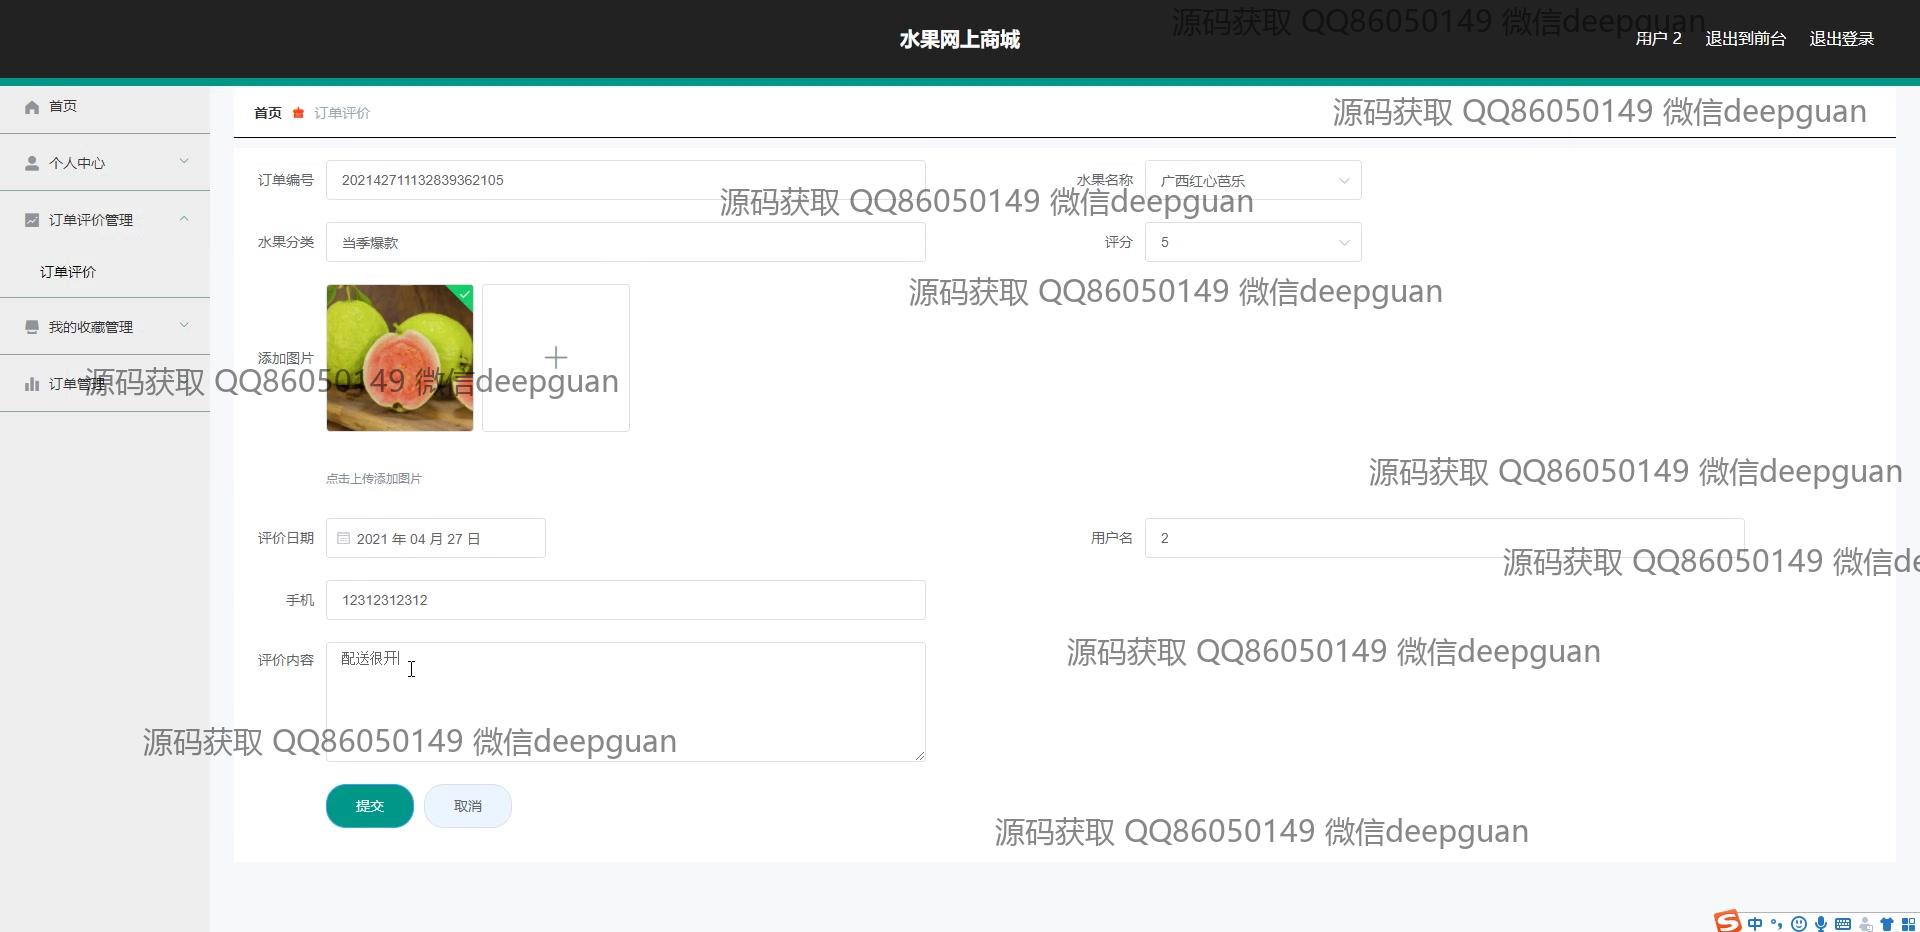 水果网上商城
源码获取 QQ86050149 微信deepguan
用户 2 退出到前台 退出登录
首页
首页 订单评价
源码获取 QQ86050149 微信deepguan
个人中心
订单编号 202142711132839362105
水果名称 广西红心芭乐
源码获取 QQ86050149 微信deepguan
订单评价管理
水果分类 当季爆款
评分 5
订单评价
源码获取 QQ86050149 微信deepguan
我的收藏管理
添加图片
订单管理
源码获取 QQ86050149 微信deepguan
点击上传添加图片
源码获取 QQ86050149 微信deepguan
评价日期 2021 年 04 月 27 日
用户名 2
源码获取 QQ86050149 微信de
手机 12312312312
评价内容 配送很开
源码获取 QQ86050149 微信deepguan
源码获取 QQ86050149 微信deepguan
提交 取消
源码获取 QQ86050149 微信deepguan
中